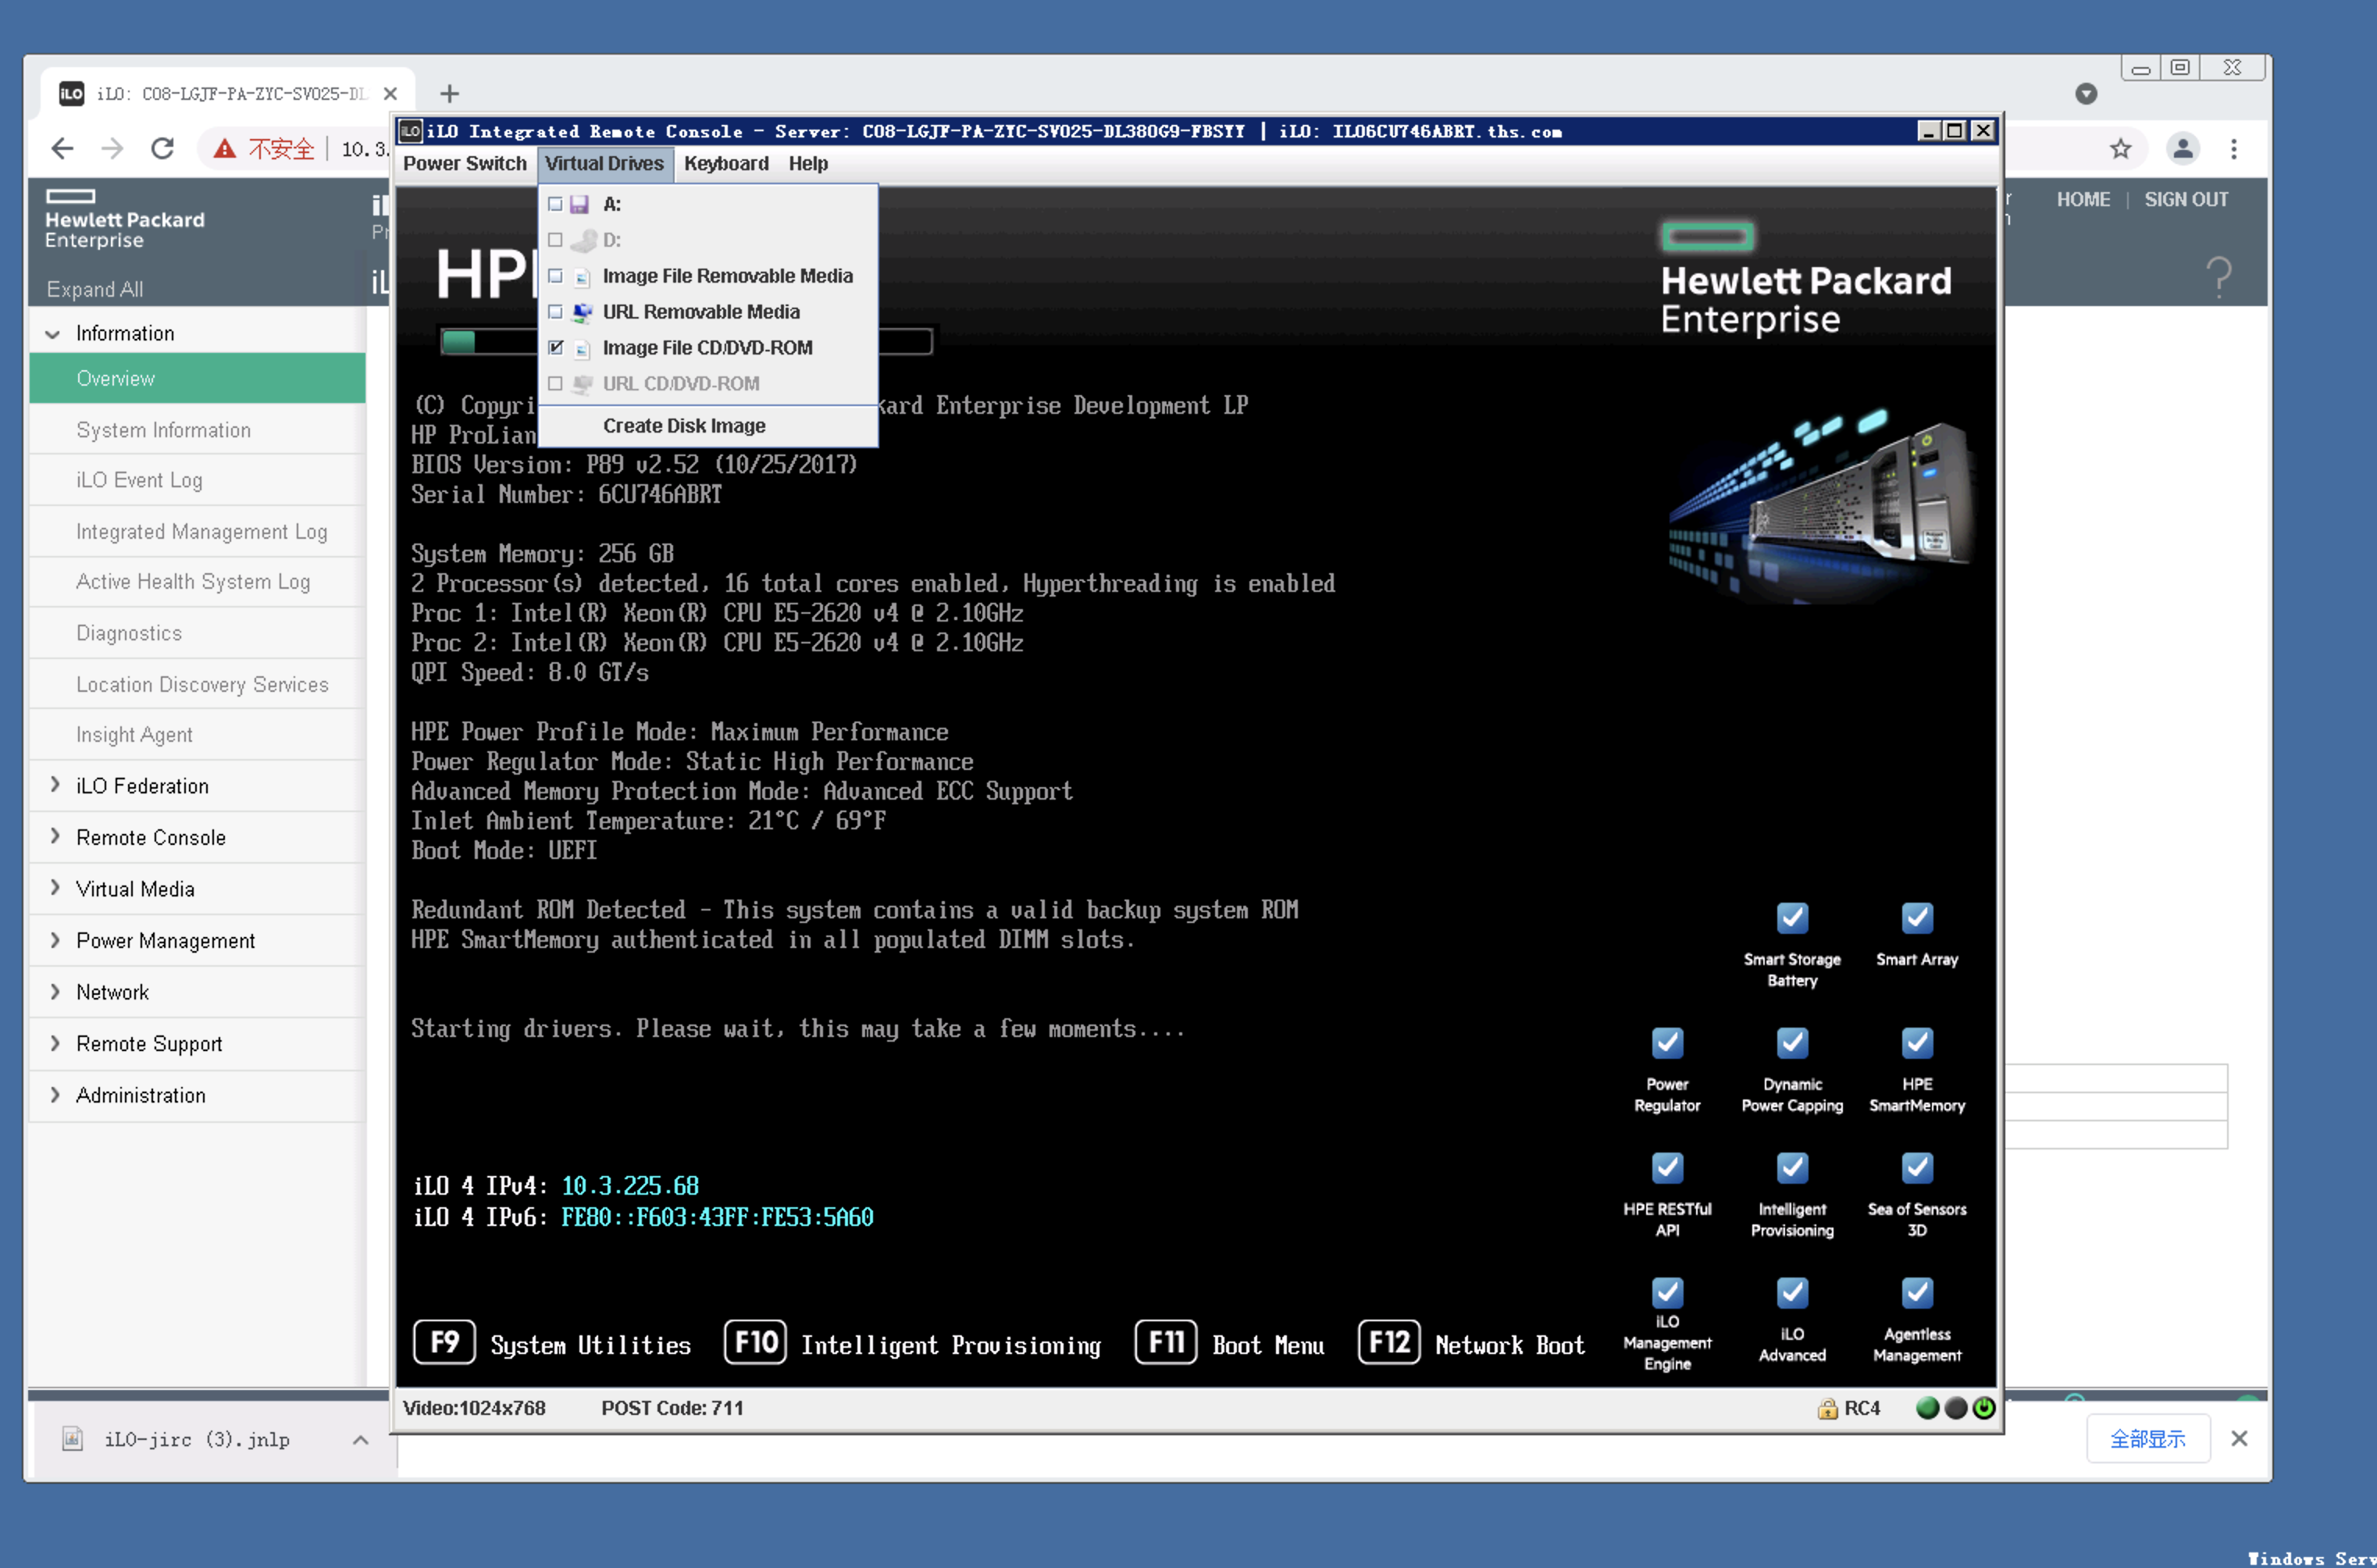 iLO iLO: C08-LGJF-PA-ZYC-SV025-DL
不安全 10.3.
iLO Integrated Remote Console - Server: C08-LGJF-PA-ZYC-SV025-DL380G9-FBSYY | iLO: ILO6CU746ABRT.ths.com
Power Switch Virtual Drives Keyboard Help
A:
D:
Image File Removable Media
URL Removable Media
Image File CD/DVD-ROM
URL CD/DVD-ROM
Create Disk Image
Hewlett Packard
Enterprise
HOME | SIGN OUT
?
Expand All
Information
Overview
System Information
iLO Event Log
Integrated Management Log
Active Health System Log
Diagnostics
Location Discovery Services
Insight Agent
iLO Federation
Remote Console
Virtual Media
Power Management
Network
Remote Support
Administration
Hewlett Packard
Enterprise
(C) Copyri
Enterprise Development LP
HP ProLian
BIOS Version: P89 v2.52 (10/25/2017)
Serial Number: 6CU746ABRT
System Memory: 256 GB
2 Processor(s) detected, 16 total cores enabled, Hyperthreading is enabled
Proc 1: Intel(R) Xeon(R) CPU E5-2620 v4 @ 2.10GHz
Proc 2: Intel(R) Xeon(R) CPU E5-2620 v4 @ 2.10GHz
QPI Speed: 8.0 GT/s
HPE Power Profile Mode: Maximum Performance
Power Regulator Mode: Static High Performance
Advanced Memory Protection Mode: Advanced ECC Support
Inlet Ambient Temperature: 21°C / 69°F
Boot Mode: UEFI
Redundant ROM Detected - This system contains a valid backup system ROM
HPE SmartMemory authenticated in all populated DIMM slots.
Starting drivers. Please wait, this may take a few moments....
iLO 4 IPv4: 10.3.225.68
iLO 4 IPv6: FE80::F603:43FF:FE53:5A60
Smart Storage
Battery
Smart Array
Power
Regulator
Dynamic
Power Capping
HPE
SmartMemory
HPE RESTful
API
Intelligent
Provisioning
Sea of Sensors
3D
iLO
Management
Engine
iLO
Advanced
Agentless
Management
F9 System Utilities F10 Intelligent Provisioning F11 Boot Menu F12 Network Boot
Video:1024x768 POST Code: 711 RC4
iLO-jirc (3).jnlp
全部显示
Windows Serv